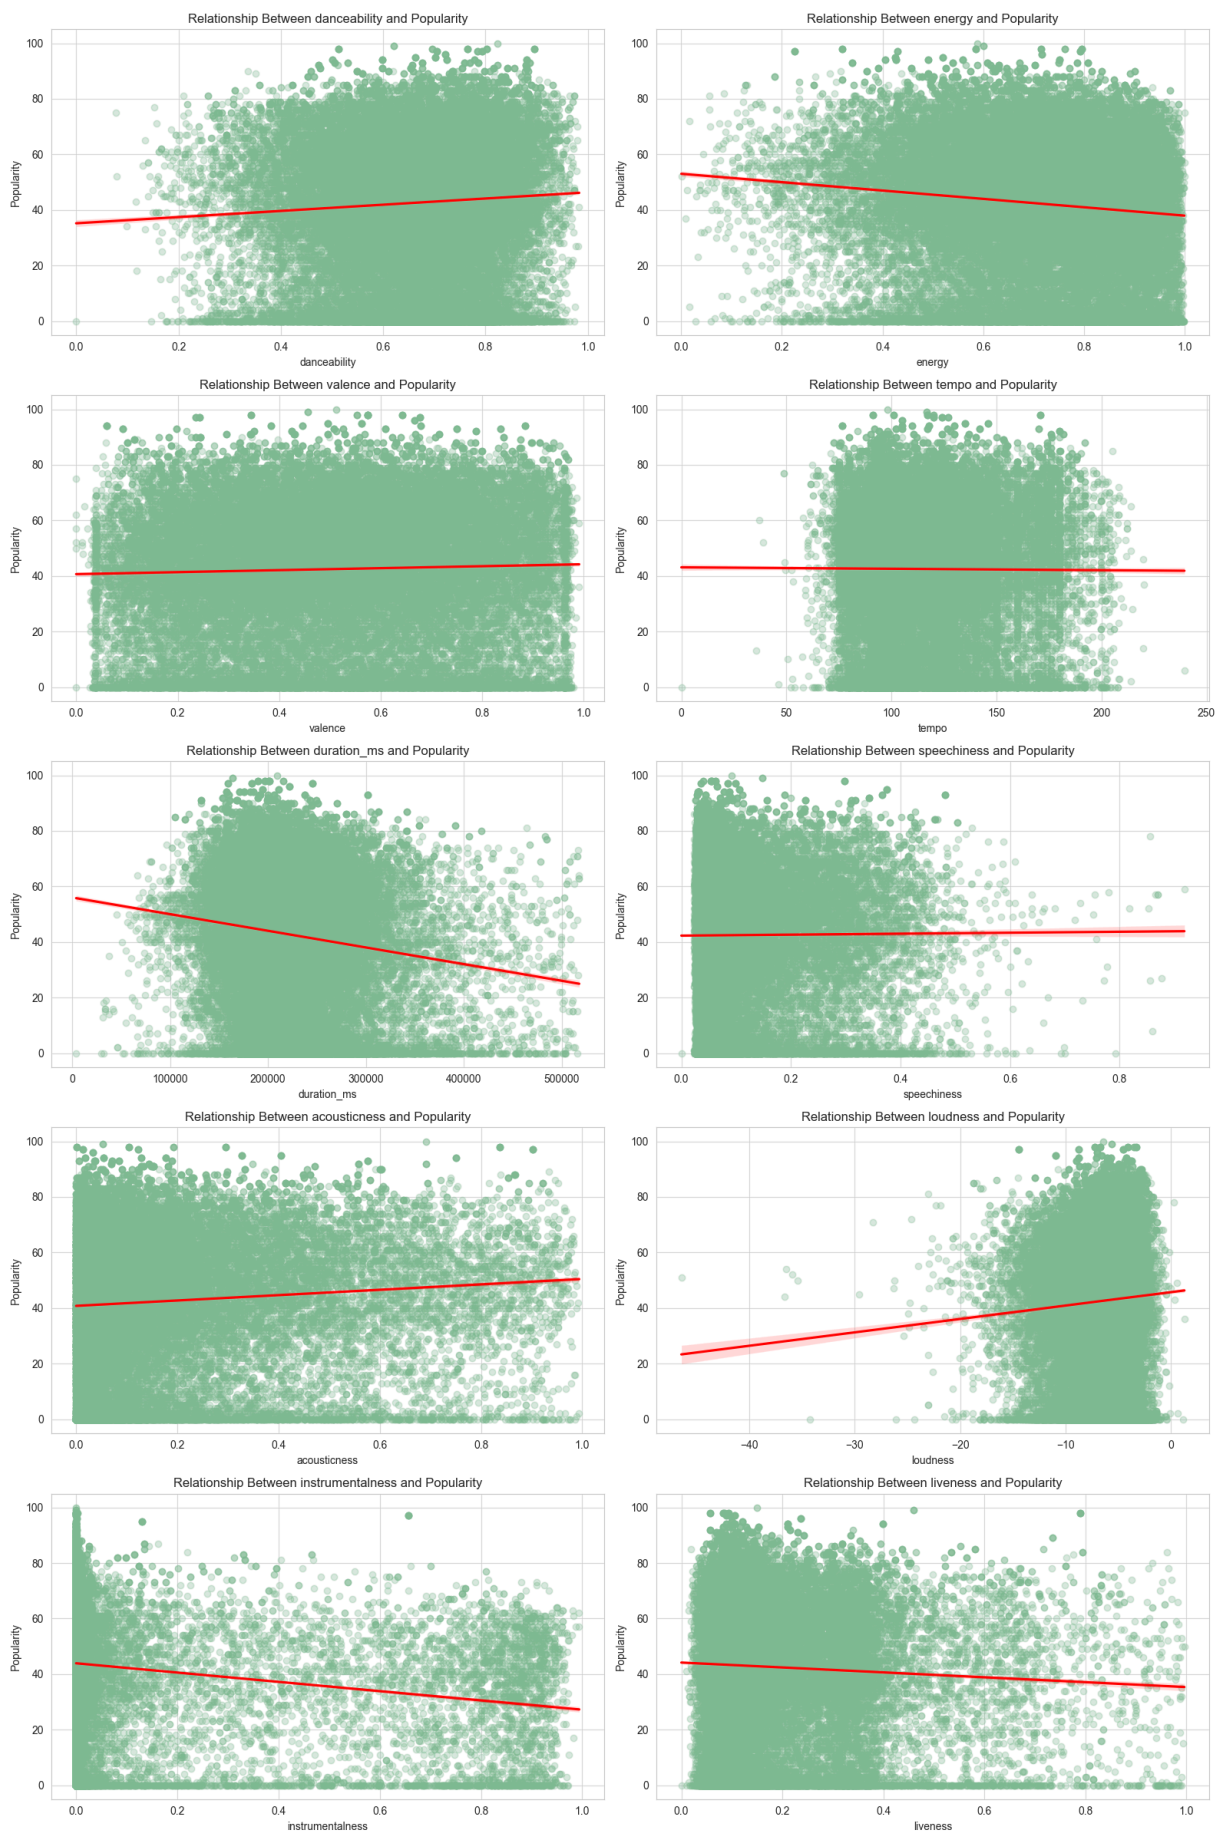 Relationship Between danceability and Popularity
100
80
60
40
20
0
Popularity
0.0 0.2 0.4 0.6 0.8 1.0
danceability
Relationship Between energy and Popularity
100
80
60
40
20
0
Popularity
0.0 0.2 0.4 0.6 0.8 1.0
energy
Relationship Between valence and Popularity
100
80
60
40
20
0
Popularity
0.0 0.2 0.4 0.6 0.8 1.0
valence
Relationship Between tempo and Popularity
100
80
60
40
20
0
Popularity
0 50 100 150 200 250
tempo
Relationship Between duration_ms and Popularity
100
80
60
40
20
0
Popularity
0 100000 200000 300000 400000 500000
duration_ms
Relationship Between speechiness and Popularity
100
80
60
40
20
0
Popularity
0.0 0.2 0.4 0.6 0.8
speechiness
Relationship Between acousticness and Popularity
100
80
60
40
20
0
Popularity
0.0 0.2 0.4 0.6 0.8 1.0
acousticness
Relationship Between loudness and Popularity
100
80
60
40
20
0
Popularity
−40 −30 −20 −10 0
loudness
Relationship Between instrumentalness and Popularity
100
80
60
40
20
0
Popularity
0.0 0.2 0.4 0.6 0.8 1.0
instrumentalness
Relationship Between liveness and Popularity
100
80
60
40
20
0
Popularity
0.0 0.2 0.4 0.6 0.8 1.0
liveness